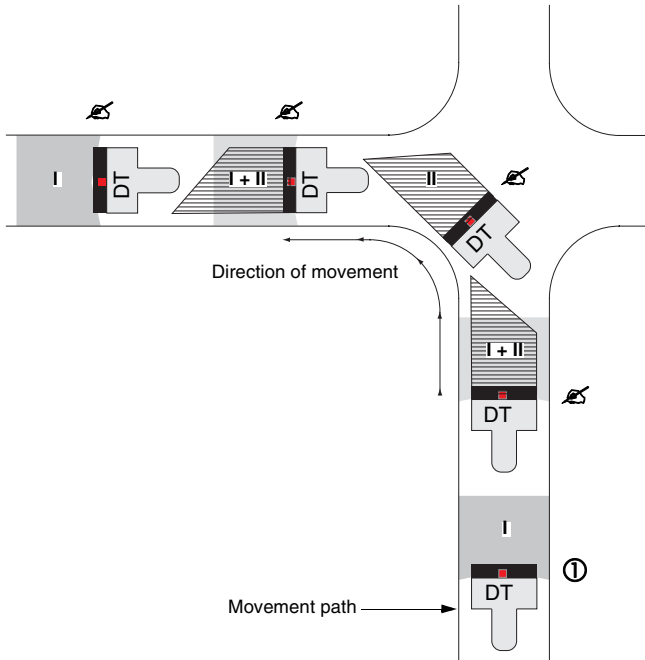 I
DT
I + II
DT
II
DT
Direction of movement
I + II
DT
I
①
DT
Movement path